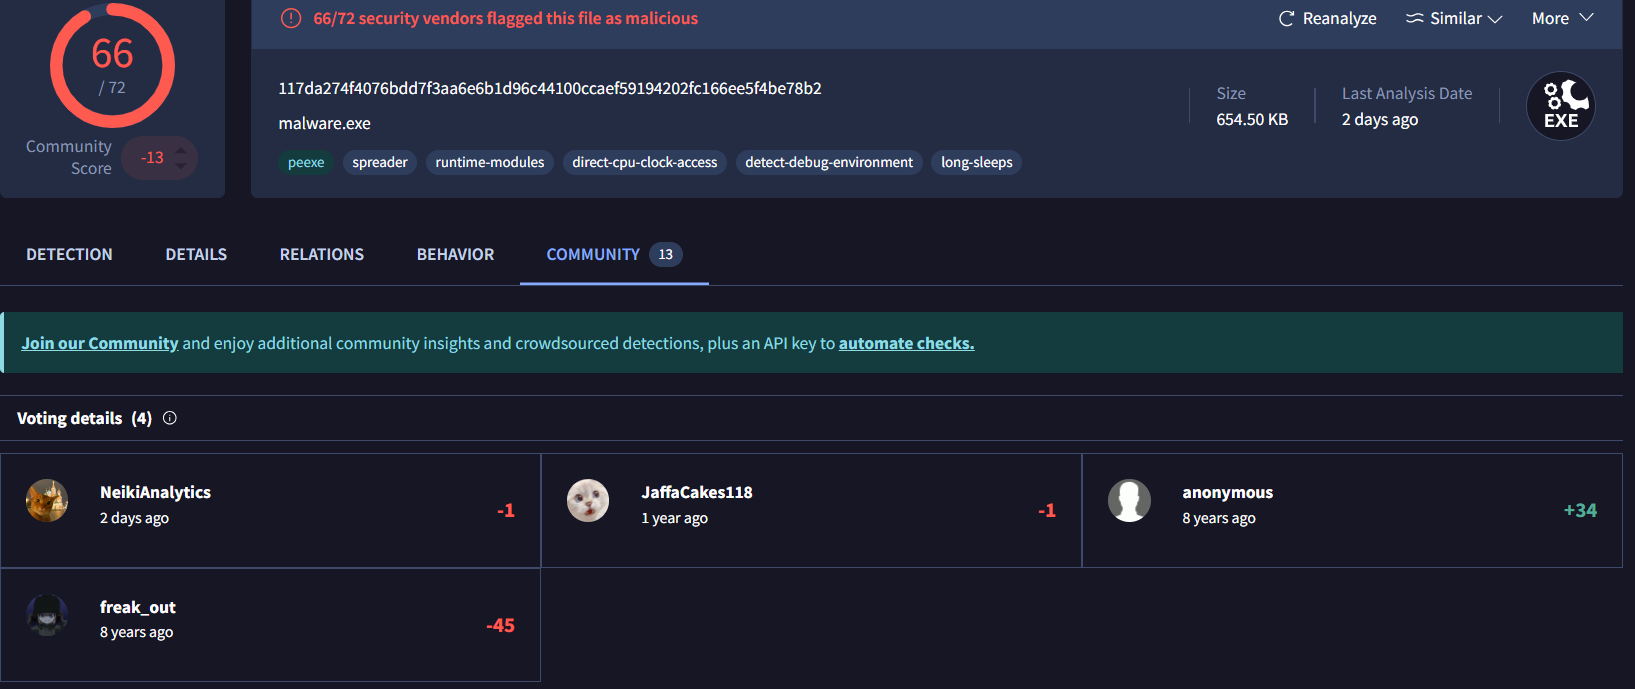 66/72 security vendors flagged this file as malicious
Reanalyze
Similar
More
66
/ 72
Community
Score
-13
117da274f4076bdd7f3aa6e6b1d96c44100ccaef59194202fc166ee5f4be78b2
malware.exe
peexe
spreader
runtime-modules
direct-cpu-clock-access
detect-debug-environment
long-sleeps
Size
654.50 KB
Last Analysis Date
2 days ago
EXE
DETECTION
DETAILS
RELATIONS
BEHAVIOR
COMMUNITY
13
Join our Community and enjoy additional community insights and crowdsourced detections, plus an API key to automate checks.
Voting details (4)
NeikiAnalytics
2 days ago
-1
JaffaCakes118
1 year ago
-1
anonymous
8 years ago
+34
freak_out
8 years ago
-45